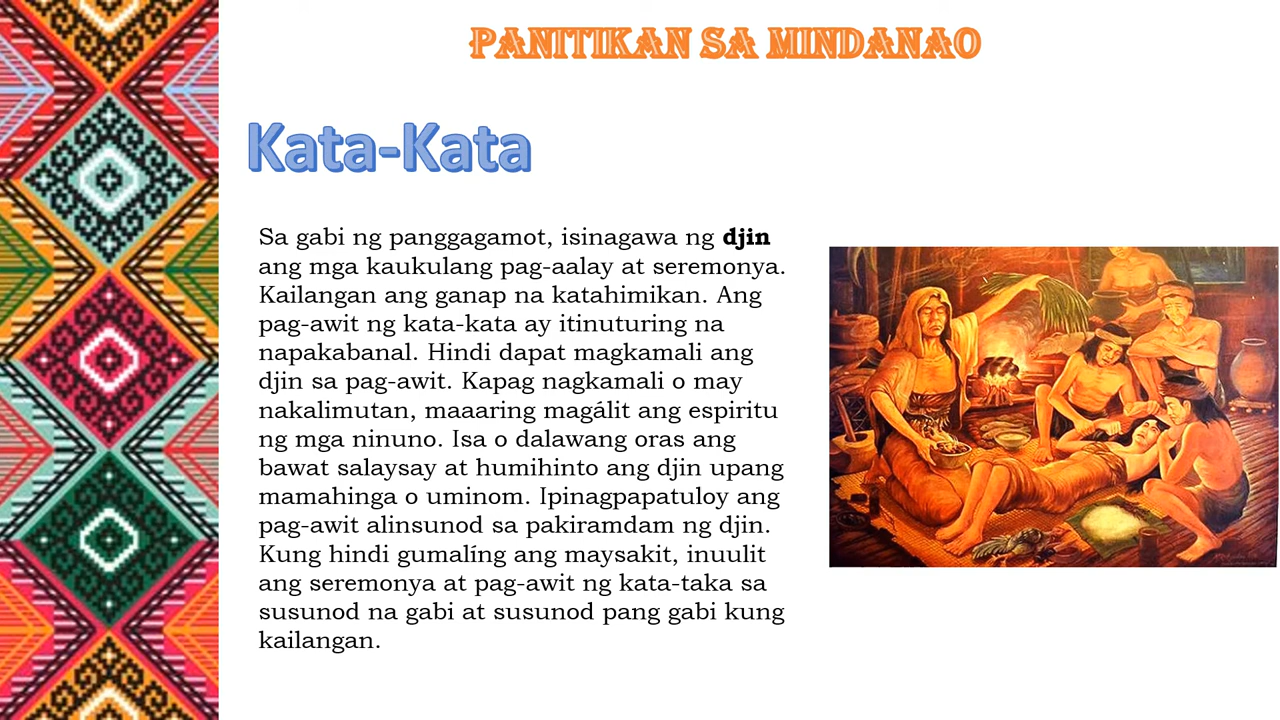 PANITIKAN SA MINDANAO
Kata-Kata
Sa gabi ng panggagamot, isinagawa ng djin
ang mga kaukulang pag-aalay at seremonya.
Kailangan ang ganap na katahimikan. Ang
pag-awit ng kata-kata ay itinuturing na
napakabanal. Hindi dapat magkamali ang
djin sa pag-awit. Kapag nagkamali o may
nakalimutan, maaaring magálit ang espiritu
ng mga ninuno. Isa o dalawang oras ang
bawat salaysay at humihinto ang djin upang
mamahinga o uminom. Ipinagpapatuloy ang
pag-awit alinsunod sa pakiramdam ng djin.
Kung hindi gumalíng ang maysakit, inuulit
ang seremonya at pag-awit ng kata-taka sa
susunod na gabi at susunod pang gabi kung
kailangan.